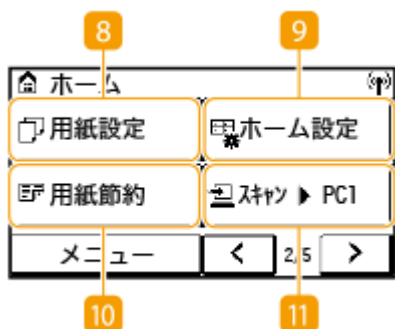 8 9
ホーム
用紙設定 ホーム設定
用紙節約 スキャン ▶ PC1
メニュー < 2/5 >
10 11